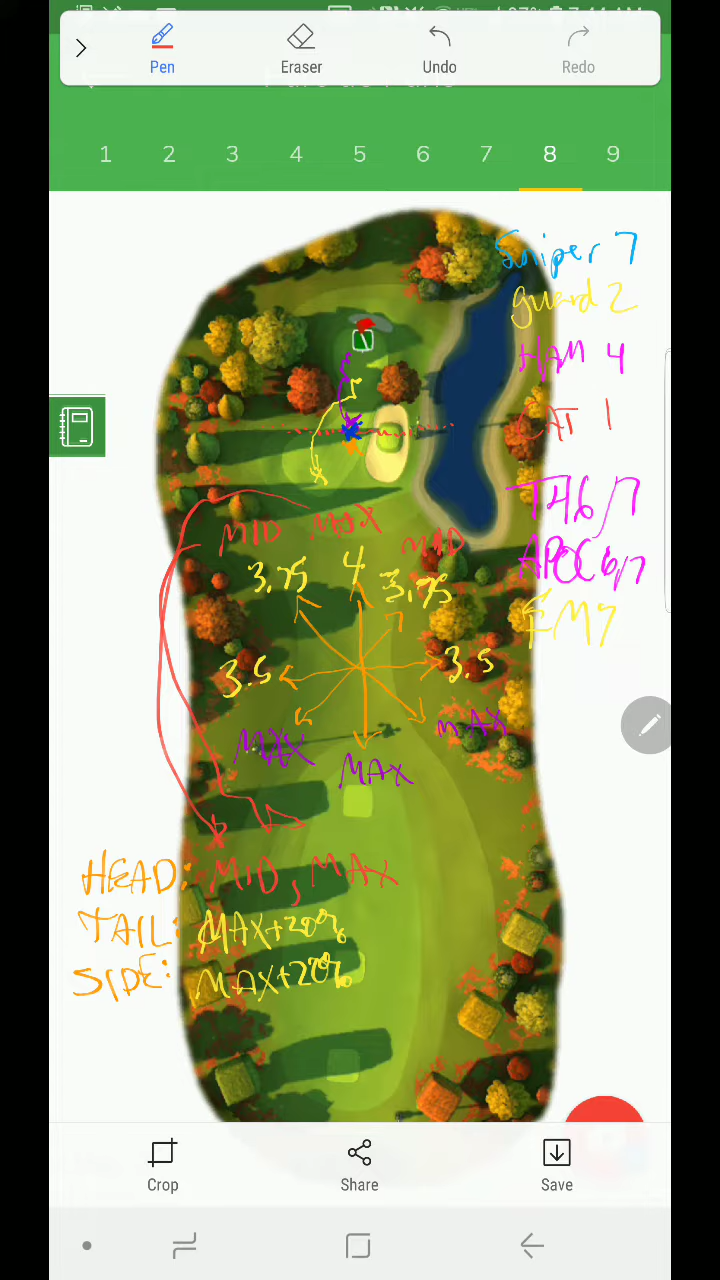 Pen
Eraser
Undo
Redo
1 2 3 4 5 6 7 8 9
Sniper 7
guard 2
HAM 4
CAT 1
TH6/7
APOC 6/7
EM7
MID MAX MID
3.75 4 3.75
3.5 3.5
MAX MAX MAX
HEAD: MID, MAX
TAIL: MAX+20%
SIDE: MAX+20%
Crop
Share
Save